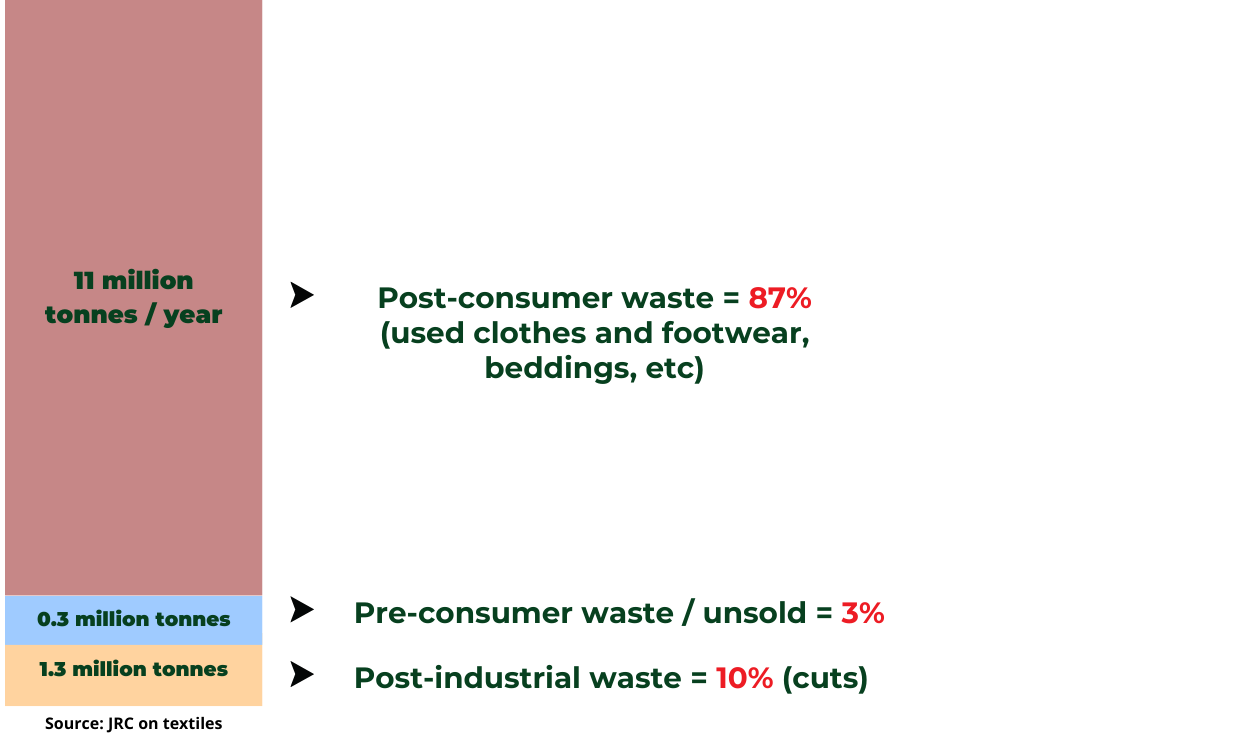 11 million
tonnes / year
Post-consumer waste = 87%
(used clothes and footwear,
beddings, etc)
0.3 million tonnes
Pre-consumer waste / unsold = 3%
1.3 million tonnes
Post-industrial waste = 10% (cuts)
Source: JRC on textiles